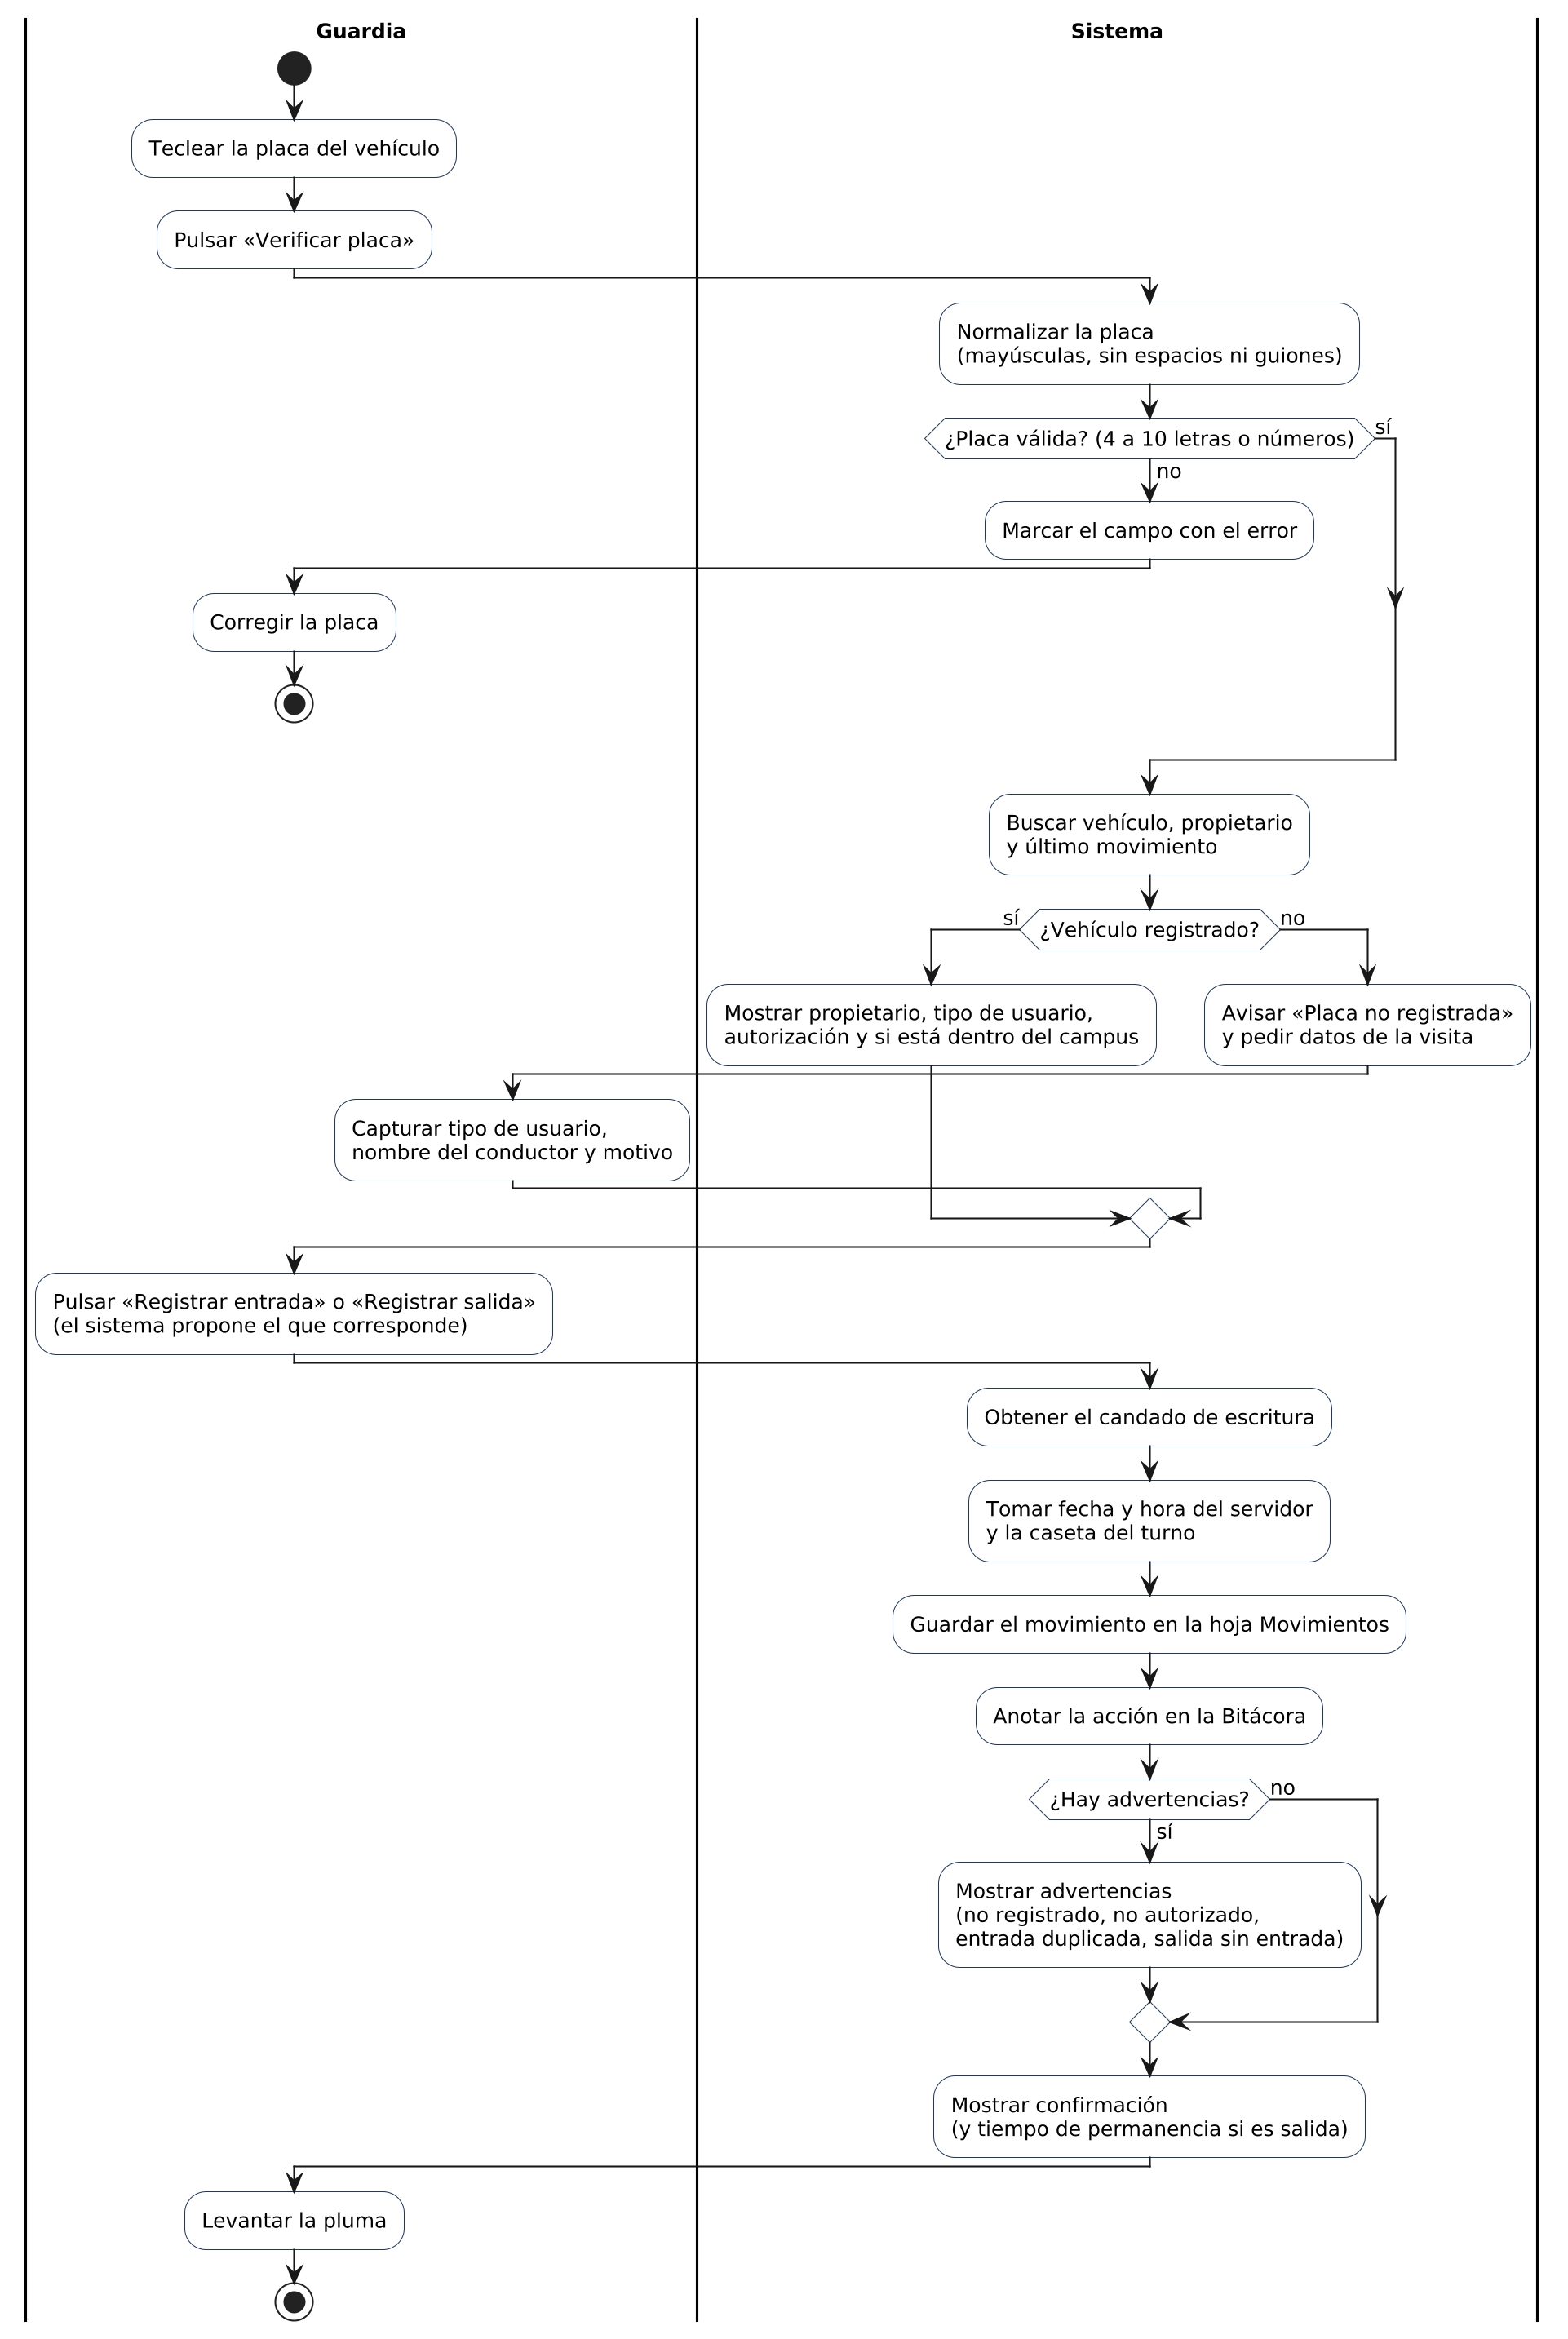 Guardia
Sistema
Teclear la placa del vehículo
Pulsar «Verificar placa»
Normalizar la placa
(mayúsculas, sin espacios ni guiones)
¿Placa válida? (4 a 10 letras o números)
sí
no
Marcar el campo con el error
Corregir la placa
Buscar vehículo, propietario
y último movimiento
sí
¿Vehículo registrado?
no
Mostrar propietario, tipo de usuario,
autorización y si está dentro del campus
Avisar «Placa no registrada»
y pedir datos de la visita
Capturar tipo de usuario,
nombre del conductor y motivo
Pulsar «Registrar entrada» o «Registrar salida»
(el sistema propone el que corresponde)
Obtener el candado de escritura
Tomar fecha y hora del servidor
y la caseta del turno
Guardar el movimiento en la hoja Movimientos
Anotar la acción en la Bitácora
¿Hay advertencias?
no
sí
Mostrar advertencias
(no registrado, no autorizado,
entrada duplicada, salida sin entrada)
Mostrar confirmación
(y tiempo de permanencia si es salida)
Levantar la pluma